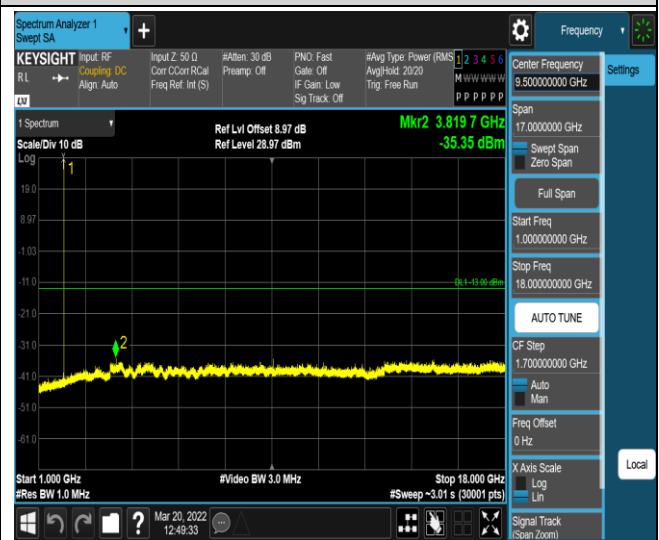 Spectrum Analyzer 1
Swept SA
+
Frequency
KEYSIGHT
RL
LXI
Input: RF
Coupling: DC
Align: Auto
Input Z: 50 Ω
Corr CCorr RCal
Freq Ref: Int (S)
#Atten: 30 dB
Preamp: Off
PNO: Fast
Gate: Off
IF Gain: Low
Sig Track: Off
#Avg Type: Power (RMS
Avg|Hold: 20/20
Trig: Free Run
1 2 3 4 5 6
M W W W W W
P P P P P P
1 Spectrum
Scale/Div 10 dB
Log
Ref Lvl Offset 8.97 dB
Ref Level 28.97 dBm
Mkr2 3.819 7 GHz
-35.35 dBm
1
19.0
8.97
-1.03
-11.0
DL1 -13.00 dBm
-21.0
-31.0
2
-41.0
-51.0
-61.0
Start 1.000 GHz
#Res BW 1.0 MHz
#Video BW 3.0 MHz
Stop 18.000 GHz
#Sweep ~3.01 s (30001 pts)
?
Mar 20, 2022
12:49:33
Center Frequency
9.500000000 GHz
Settings
Span
17.0000000 GHz
Swept Span
Zero Span
Full Span
Start Freq
1.000000000 GHz
Stop Freq
18.000000000 GHz
AUTO TUNE
CF Step
1.700000000 GHz
Auto
Man
Freq Offset
0 Hz
X Axis Scale
Log
Lin
Local
Signal Track
(Span Zoom)